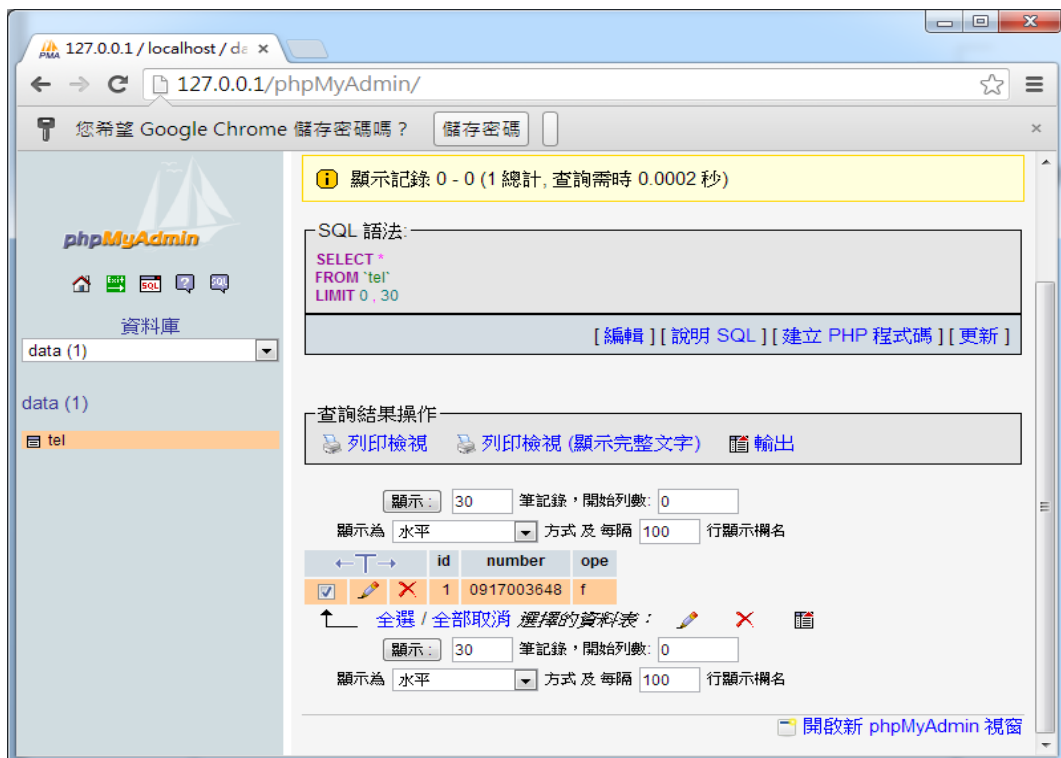 127.0.0.1 / localhost / da
127.0.0.1/phpMyAdmin/
您希望 Google Chrome 儲存密碼嗎？ 儲存密碼
顯示記錄 0 - 0 (1 總計, 查詢需時 0.0002 秒)
phpMyAdmin
資料庫
data (1)
data (1)
tel
SQL 語法:
SELECT *
FROM `tel`
LIMIT 0 , 30
[ 編輯 ] [ 說明 SQL ] [ 建立 PHP 程式碼 ] [ 更新 ]
查詢結果操作
列印檢視 列印檢視 (顯示完整文字) 輸出
顯示 : 30 筆記錄，開始列數: 0
顯示為 水平 方式 及 每隔 100 行顯示欄名
←T→ id number ope
1 0917003648 f
全選 / 全部取消 選擇的資料表：
顯示 : 30 筆記錄，開始列數: 0
顯示為 水平 方式 及 每隔 100 行顯示欄名
開啟新 phpMyAdmin 視窗